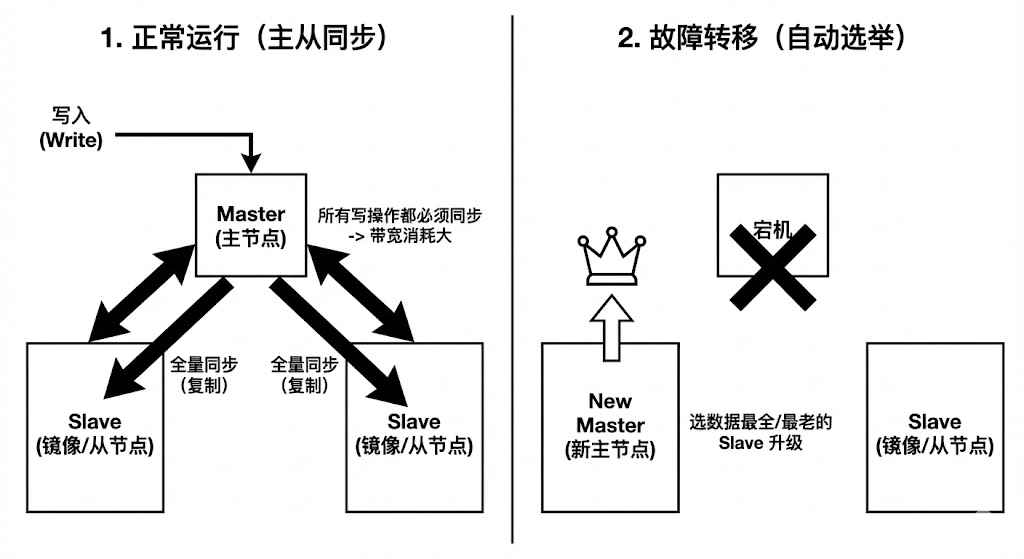 1. 正常运行（主从同步）
写入
(Write)
Master
(主节点)
所有写操作都必须同步
-> 带宽消耗大
全量同步
（复制）
全量同步
（复制）
Slave
(镜像/从节点)
Slave
(镜像/从节点)
2. 故障转移（自动选举）
宕机
New
Master
(新主节点)
选数据最全/最老的
Slave 升级
Slave
(镜像/从节点)